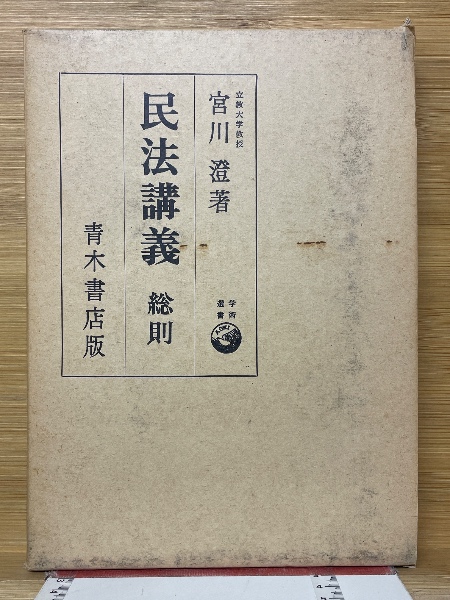 立教大学教授
宮川 澄著
学術
選書
AOKI
民法講義 総則
青木書店版